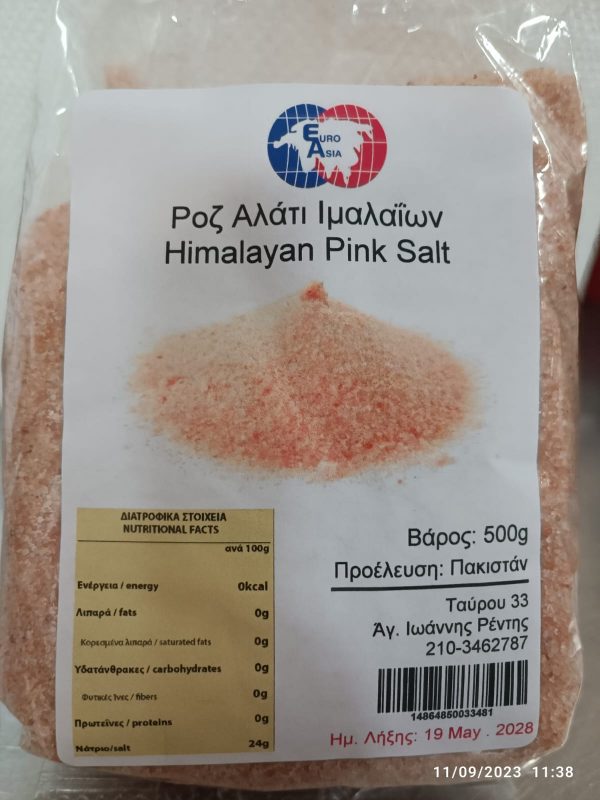 EURO
ASIA
Ροζ Αλάτι Ιμαλαΐων
Himalayan Pink Salt
ΔΙΑΤΡΟΦΙΚΑ ΣΤΟΙΧΕΙΑ
NUTRITIONAL FACTS
ανά 100g
Ενέργεια / energy 0kcal
Λιπαρά / fats 0g
Κορεσμένα λιπαρά / saturated fats 0g
Υδατάνθρακες / carbohydrates 0g
Φυτικές Ίνες / fibers 0g
Πρωτεΐνες / proteins 0g
Νάτριο/salt 24g
Βάρος: 500g
Προέλευση: Πακιστάν
Ταύρου 33
Άγ. Ιωάννης Ρέντης
210-3462787
14864850033481
Ημ. Λήξης: 19 May . 2028
11/09/2023 11:38